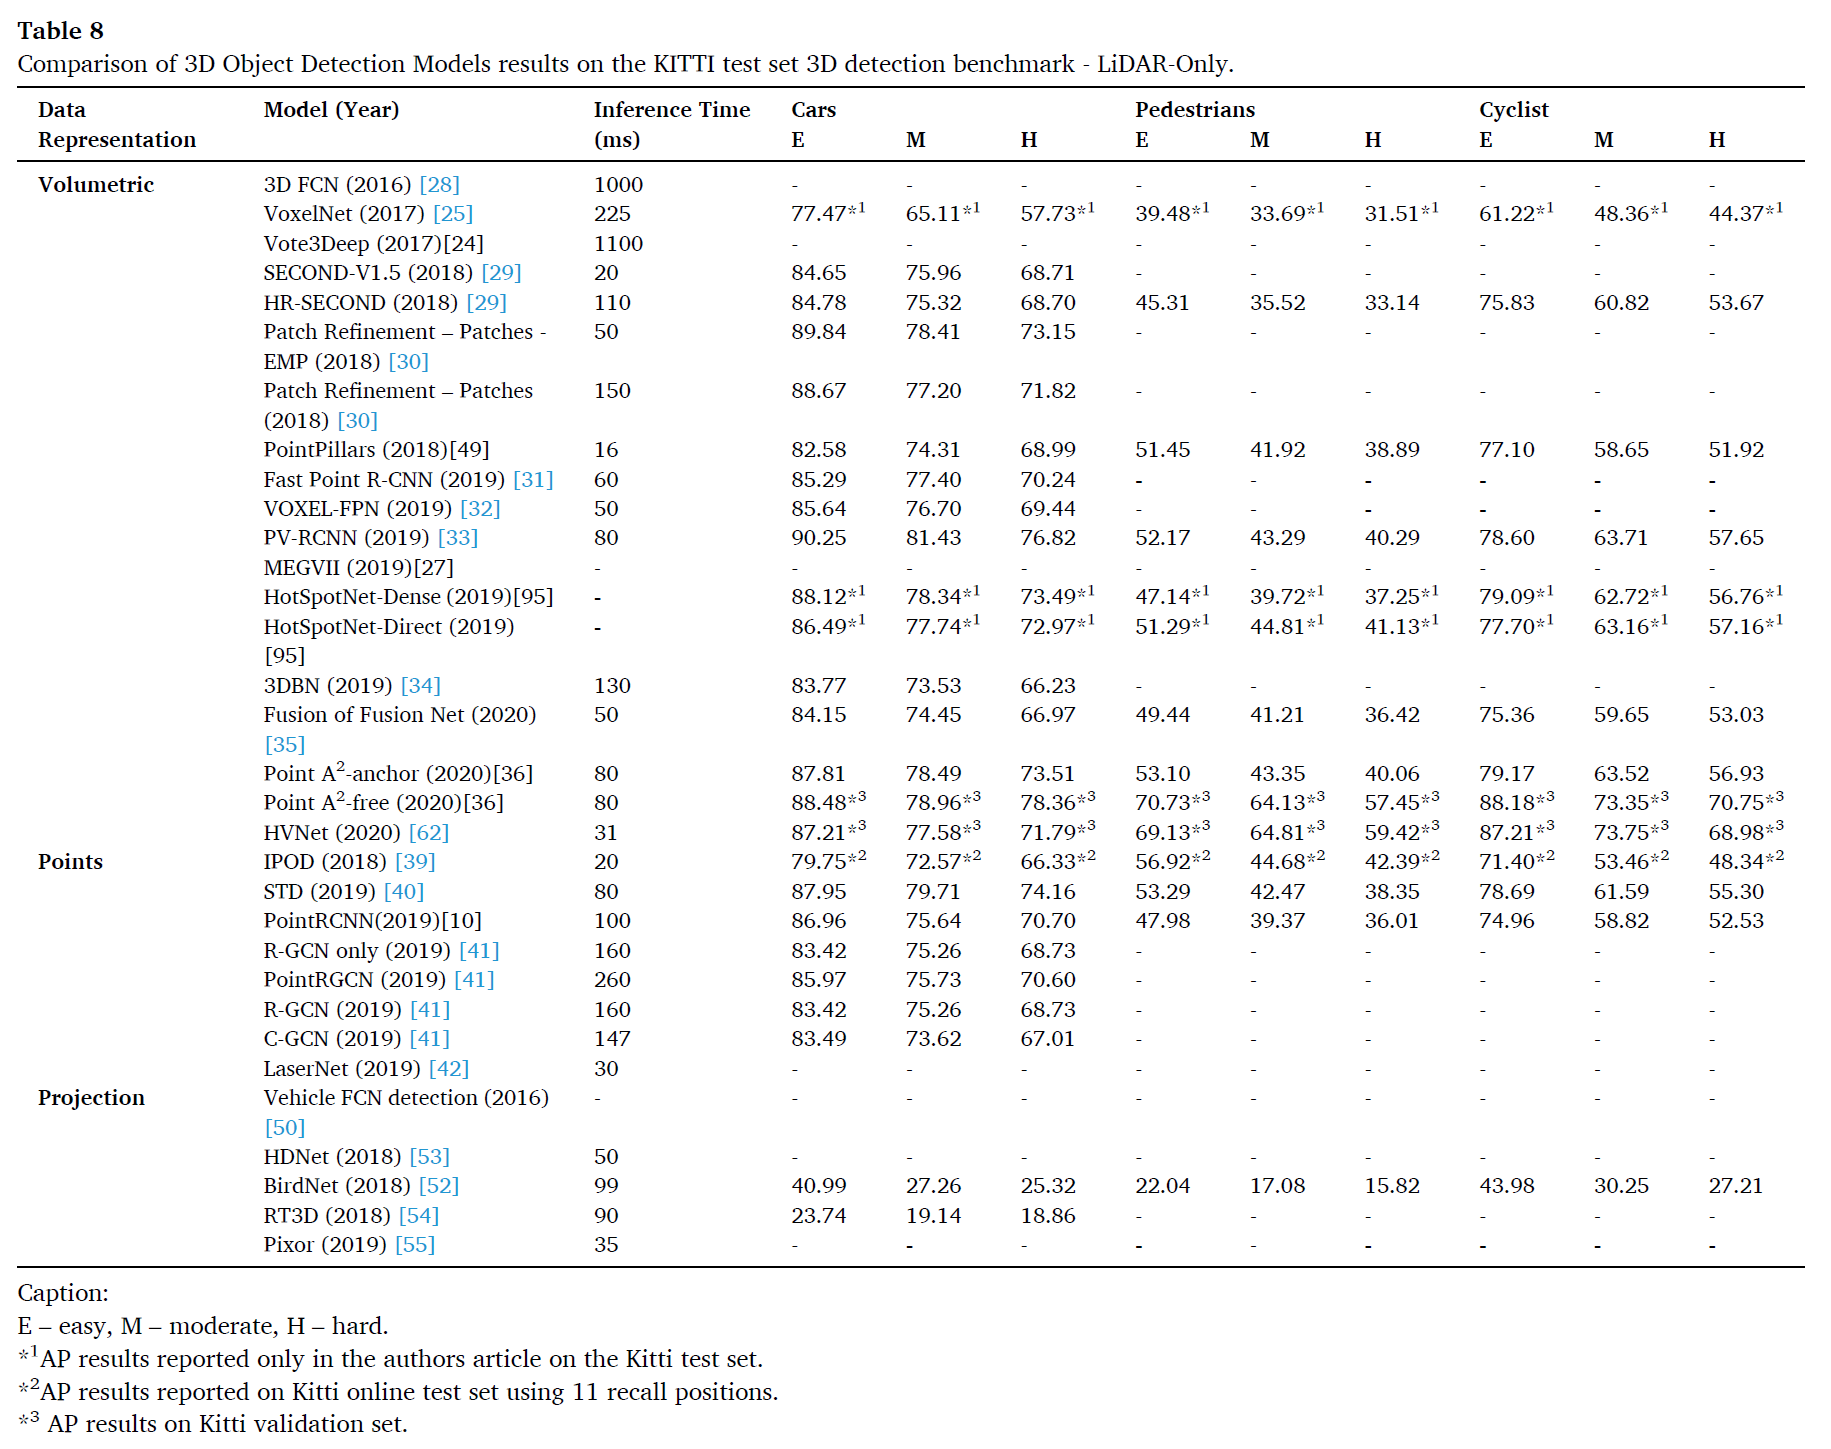 Table 8
Comparison of 3D Object Detection Models results on the KITTI test set 3D detection benchmark - LiDAR-Only.
Data Model (Year) Inference Time Cars Pedestrians Cyclist
Representation (ms) E M H E M H E M H
Volumetric 3D FCN (2016) [28] 1000 - - - - - - - - -
VoxelNet (2017) [25] 225 77.47*1 65.11*1 57.73*1 39.48*1 33.69*1 31.51*1 61.22*1 48.36*1 44.37*1
Vote3Deep (2017)[24] 1100 - - - - - - - - -
SECOND-V1.5 (2018) [29] 20 84.65 75.96 68.71 - - - - - -
HR-SECOND (2018) [29] 110 84.78 75.32 68.70 45.31 35.52 33.14 75.83 60.82 53.67
Patch Refinement – Patches - 50 89.84 78.41 73.15 - - - - - -
EMP (2018) [30]
Patch Refinement – Patches 150 88.67 77.20 71.82 - - - - - -
(2018) [30]
PointPillars (2018)[49] 16 82.58 74.31 68.99 51.45 41.92 38.89 77.10 58.65 51.92
Fast Point R-CNN (2019) [31] 60 85.29 77.40 70.24 - - - - - -
VOXEL-FPN (2019) [32] 50 85.64 76.70 69.44 - - - - - -
PV-RCNN (2019) [33] 80 90.25 81.43 76.82 52.17 43.29 40.29 78.60 63.71 57.65
MEGVII (2019)[27] - - - - - - - - - -
HotSpotNet-Dense (2019)[95] - 88.12*1 78.34*1 73.49*1 47.14*1 39.72*1 37.25*1 79.09*1 62.72*1 56.76*1
HotSpotNet-Direct (2019) - 86.49*1 77.74*1 72.97*1 51.29*1 44.81*1 41.13*1 77.70*1 63.16*1 57.16*1
[95]
3DBN (2019) [34] 130 83.77 73.53 66.23 - - - - - -
Fusion of Fusion Net (2020) 50 84.15 74.45 66.97 49.44 41.21 36.42 75.36 59.65 53.03
[35]
Point A2-anchor (2020)[36] 80 87.81 78.49 73.51 53.10 43.35 40.06 79.17 63.52 56.93
Point A2-free (2020)[36] 80 88.48*3 78.96*3 78.36*3 70.73*3 64.13*3 57.45*3 88.18*3 73.35*3 70.75*3
HVNet (2020) [62] 31 87.21*3 77.58*3 71.79*3 69.13*3 64.81*3 59.42*3 87.21*3 73.75*3 68.98*3
Points IPOD (2018) [39] 20 79.75*2 72.57*2 66.33*2 56.92*2 44.68*2 42.39*2 71.40*2 53.46*2 48.34*2
STD (2019) [40] 80 87.95 79.71 74.16 53.29 42.47 38.35 78.69 61.59 55.30
PointRCNN(2019)[10] 100 86.96 75.64 70.70 47.98 39.37 36.01 74.96 58.82 52.53
R-GCN only (2019) [41] 160 83.42 75.26 68.73 - - - - - -
PointRGCN (2019) [41] 260 85.97 75.73 70.60 - - - - - -
R-GCN (2019) [41] 160 83.42 75.26 68.73 - - - - - -
C-GCN (2019) [41] 147 83.49 73.62 67.01 - - - - - -
LaserNet (2019) [42] 30 - - - - - - - - -
Projection Vehicle FCN detection (2016) - - - - - - - - - -
[50]
HDNet (2018) [53] 50 - - - - - - - - -
BirdNet (2018) [52] 99 40.99 27.26 25.32 22.04 17.08 15.82 43.98 30.25 27.21
RT3D (2018) [54] 90 23.74 19.14 18.86 - - - - - -
Pixor (2019) [55] 35 - - - - - - - - -
Caption:
E – easy, M – moderate, H – hard.
*1AP results reported only in the authors article on the Kitti test set.
*2AP results reported on Kitti online test set using 11 recall positions.
*3 AP results on Kitti validation set.